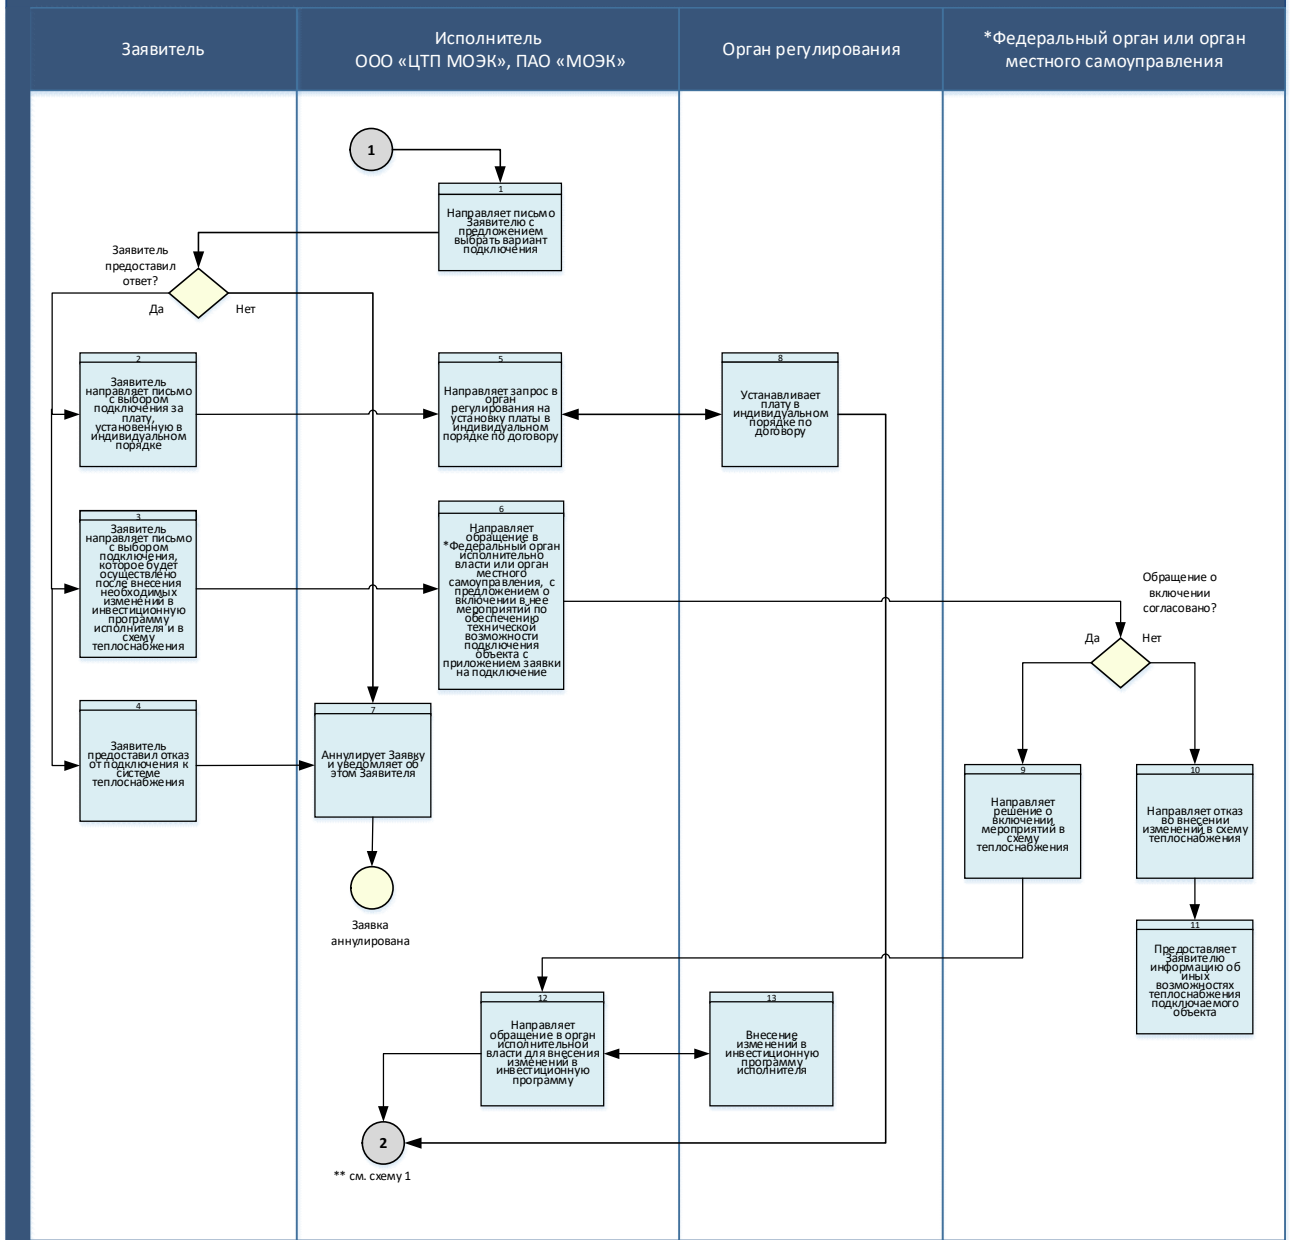 Заявитель
Исполнитель
ООО «ЦТП МОЭК», ПАО «МОЭК»
Орган регулирования
*Федеральный орган или орган
местного самоуправления
1
1
Направляет письмо
Заявителю с
предложением
выбрать вариант
подключения
Заявитель
предоставил
ответ?
Да
Нет
2
Заявитель
направляет письмо
с выбором
подключения за
плату,
установенную в
индивидуальном
порядке
5
Направляет запрос в
орган
регулирования на
установку платы в
индивидуальном
порядке по договору
8
Устанавливает
плату в
индивидуальном
порядке по
договору
3
Заявитель
направляет письмо
с выбором
подключения,
которое будет
осуществлено
после внесения
необходимых
изменений в
инвестиционную
программу
исполнителя и в
схему
теплоснабжения
6
Направляет
обращение в
*Федеральный орган
исполнительно
власти или орган
местного
самоуправления, с
предложением о
включении в нее
мероприятий по
обеспечению
технической
возможности
подключения
объекта с
приложением заявки
на подключение
Обращение о
включении
согласовано?
Да
Нет
4
Заявитель
предоставил отказ
от подключения к
системе
теплоснабжения
7
Аннулирует Заявку
и уведомляет об
этом Заявителя
9
Направляет
решение о
включении
мероприятий в
схему
теплоснабжения
10
Направляет отказ
во внесении
изменений в схему
теплоснабжения
Заявка
аннулирована
11
Предоставляет
Заявителю
информацию об
иных
возможностях
теплоснабжения
подключаемого
объекта
12
Направляет
обращение в орган
исполнительной
власти для внесения
изменений в
инвестиционную
программу
13
Внесение
изменений в
инвестиционную
программу
исполнителя
2
** см. схему 1